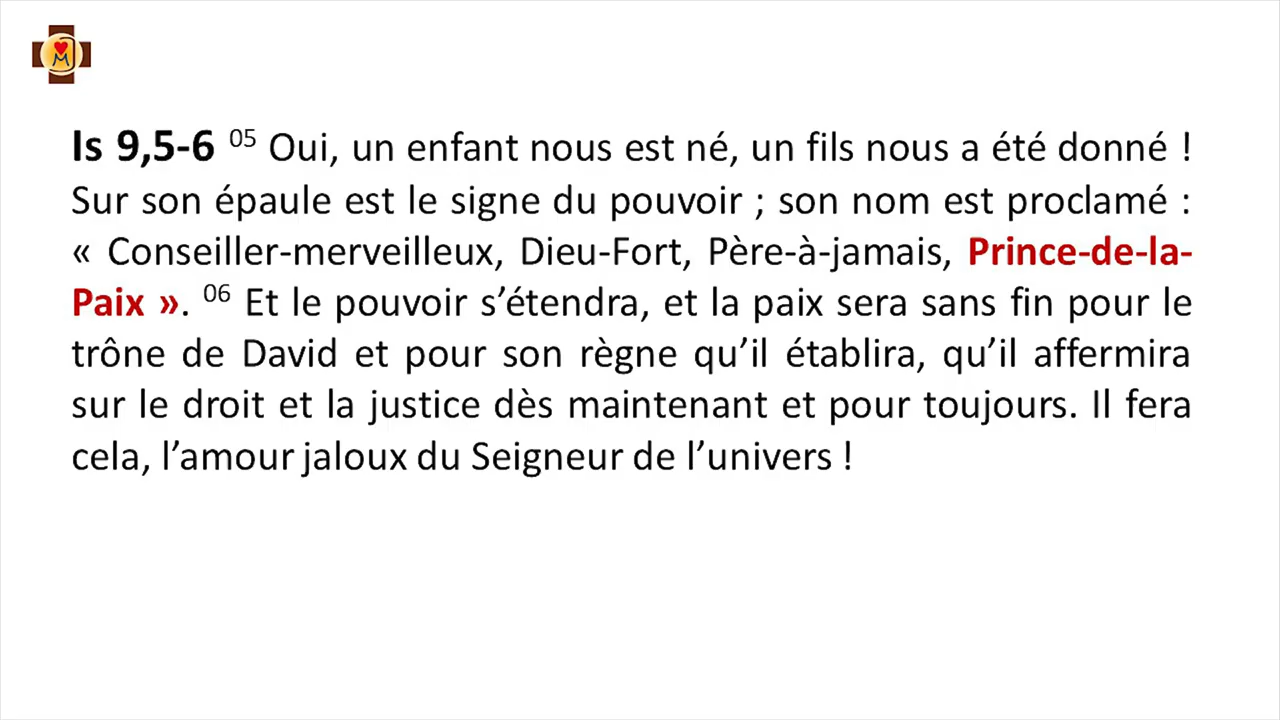 Is 9,5-6 05 Oui, un enfant nous est né, un fils nous a été donné !
Sur son épaule est le signe du pouvoir ; son nom est proclamé :
« Conseiller-merveilleux, Dieu-Fort, Père-à-jamais, Prince-de-la-
Paix ». 06 Et le pouvoir s’étendra, et la paix sera sans fin pour le
trône de David et pour son règne qu’il établira, qu’il affermira
sur le droit et la justice dès maintenant et pour toujours. Il fera
cela, l’amour jaloux du Seigneur de l’univers !